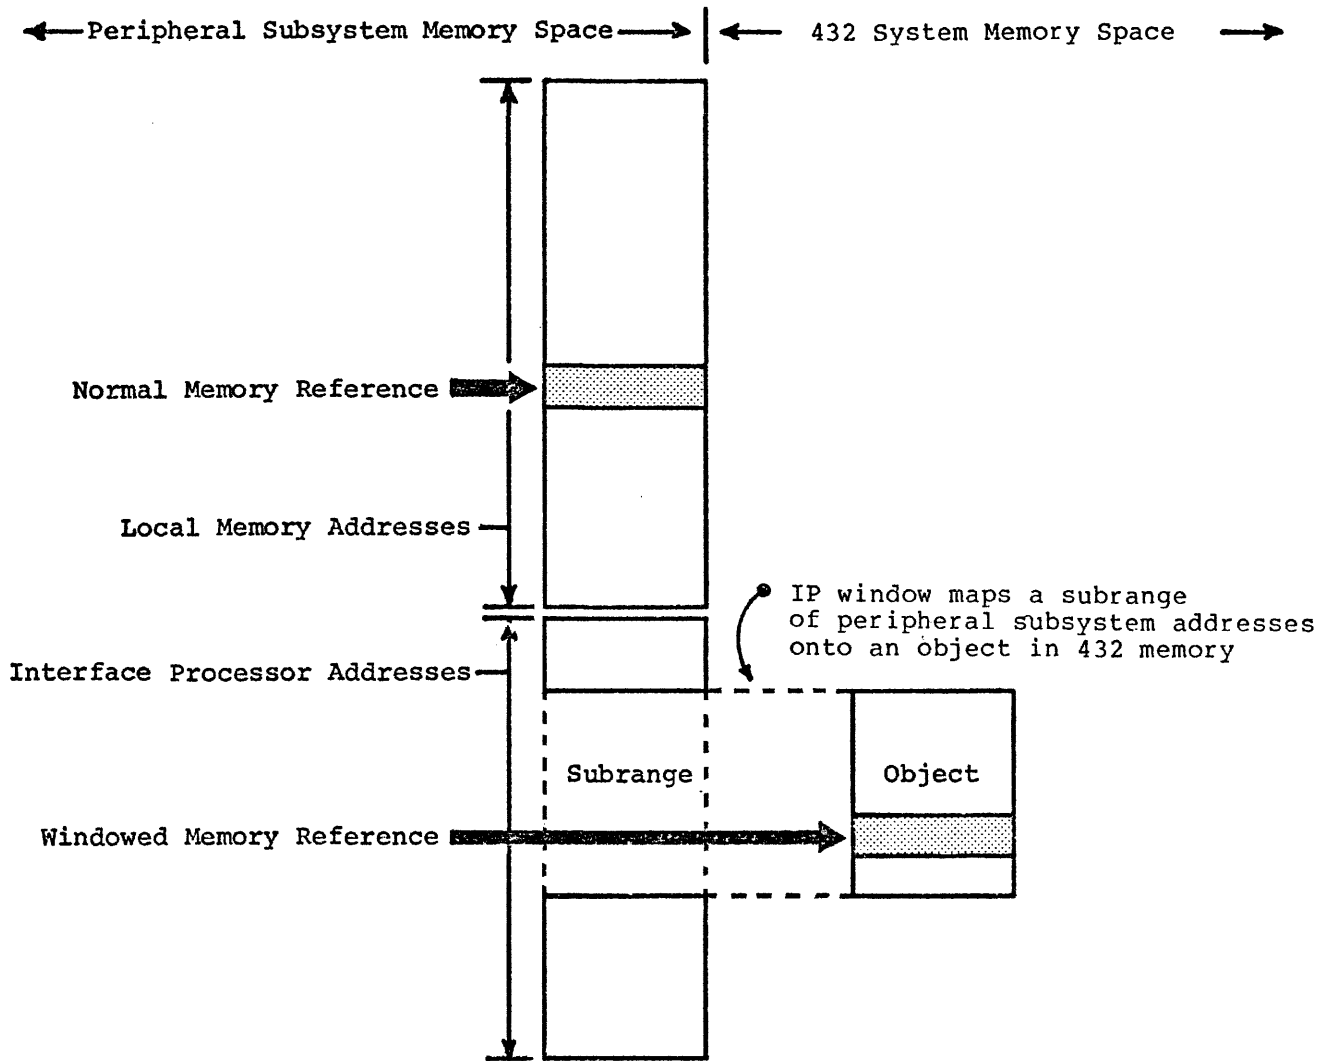 Peripheral Subsystem Memory Space
432 System Memory Space
Normal Memory Reference
Local Memory Addresses
IP window maps a subrange
of peripheral subsystem addresses
onto an object in 432 memory
Interface Processor Addresses
Subrange
Object
Windowed Memory Reference